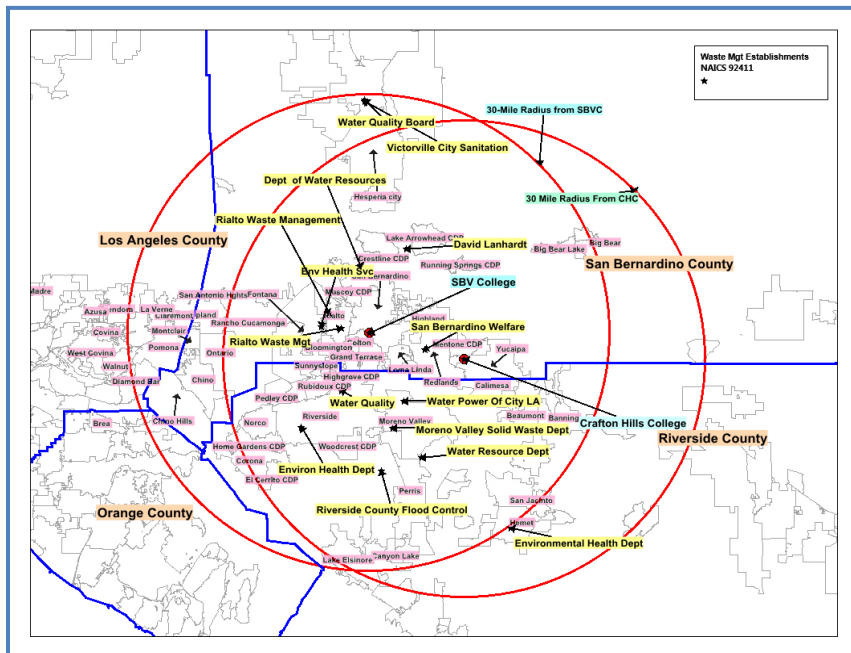 Waste Mgt Establishments
NAICS 92411
30-Mile Radius from SBVC
Water Quality Board
Victorville City Sanitation
Dept of Water Resources
Hesperia city
30 Mile Radius From CHC
Rialto Waste Management
Los Angeles County
Lake Arrowhead CDP
David Lanhardt
Big Bear
Big Bear Lake
Crestline CDP
San Bernardino County
Env Health Svc
Running Springs CDP
Bernardino
SBV College
Muscoy CDP
San Antonio Hghts
Fontana
La Verne
Azusa
Claremont
Rancho Cucamonga
Highland
San Bernardino Welfare
Covina
Montclair
Rialto Waste Mgt
Colton
Bloomington
Mentone CDP
Yucaipa
West Covina
Pomona
Ontario
Grand Terrace
Walnut
Sunnyslope
Loma Linda
Diamond Bar
Chino
Highgrove CDP
Redlands
Calimesa
Rubidoux CDP
Pedley CDP
Water Quality
Water Power Of City LA
Beaumont
Banning
Crafton Hills College
Brea
Chino Hills
Norco
Riverside
Moreno Valley
Moreno Valley Solid Waste Dept
Riverside County
Home Gardens CDP
Woodcrest CDP
Water Resource Dept
Corona
Environ Health Dept
El Cerrito CDP
Perris
San Jacinto
Orange County
Riverside County Flood Control
Hemet
Environmental Health Dept
Lake Elsinore
Canyon Lake